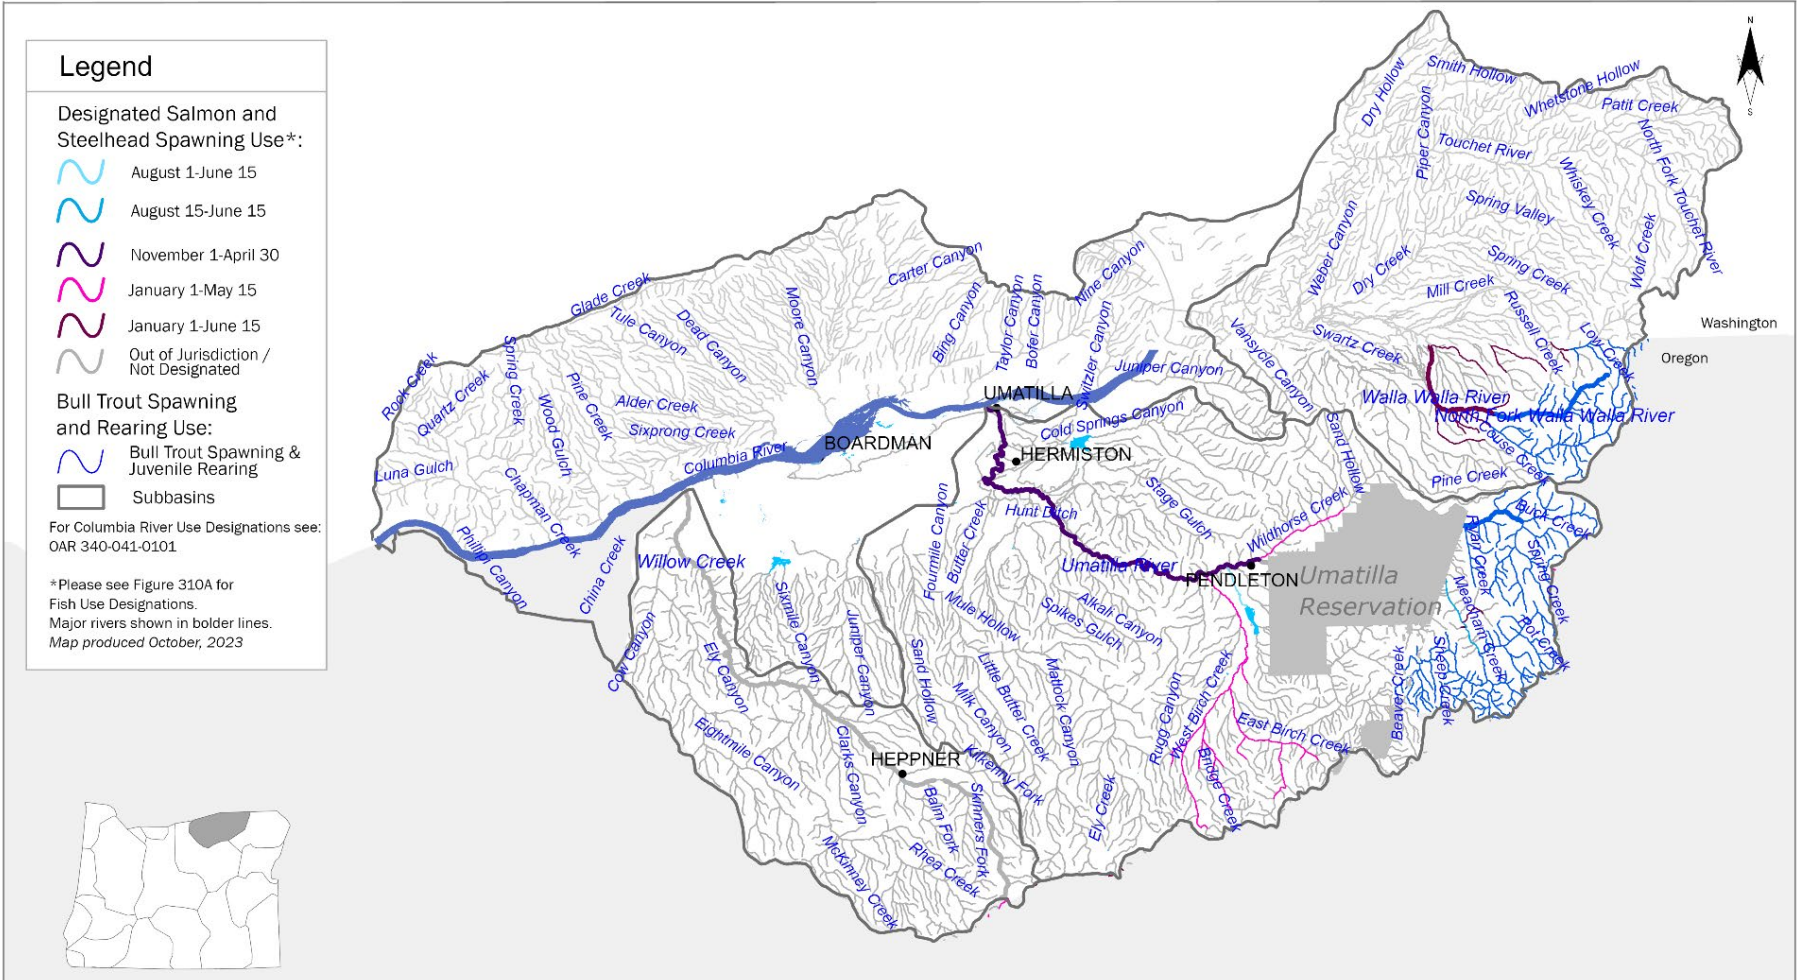 Legend
Designated Salmon and
Steelhead Spawning Use*:
August 1-June 15
August 15-June 15
November 1-April 30
January 1-May 15
January 1-June 15
Out of Jurisdiction /
Not Designated
Bull Trout Spawning
and Rearing Use:
Bull Trout Spawning &
Juvenile Rearing
Subbasins
For Columbia River Use Designations see:
OAR 340-041-0101
*Please see Figure 310A for
Fish Use Designations.
Major rivers shown in bolder lines.
Map produced October, 2023
N
S
Washington
Oregon
Dry Hollow
Smith Hollow
Whetstone Hollow
Patit Creek
Piper Canyon
Touchet River
North Fork Touchet River
Whiskey Creek
Spring Valley
Wolf Creek
Weber Canyon
Dry Creek
Spring Creek
Mill Creek
Russell Creek
Low Creek
Swartz Creek
Vansycle Canyon
Walla Walla River
North Fork Walla Walla River
Couse Creek
Pine Creek
Carter Canyon
Nine Canyon
Glade Creek
Tule Canyon
Dead Canyon
Moore Canyon
Bing Canyon
Taylor Canyon
Bofer Canyon
Switzler Canyon
Juniper Canyon
Rock Creek
Quartz Creek
Spring Creek
Wood Gulch
Pine Creek
Alder Creek
Sixprong Creek
Columbia River
Luna Gulch
Chapman Creek
Phillipi Canyon
China Creek
UMATILLA
BOARDMAN
HERMISTON
Cold Springs Canyon
Sand Hollow
Stage Gulch
Hunt Ditch
Wildhorse Creek
Fourmile Canyon
Butter Creek
Umatilla River
PENDLETON
Umatilla
Reservation
Buck Creek
Ryan Creek
Spring Creek
Meacham Creek
Pot Creek
Sheep Creek
Beaver Creek
Willow Creek
Sixmile Canyon
Juniper Canyon
Mule Hollow
Spikes Gulch
Alkali Canyon
Cow Canyon
Ely Canyon
Sand Hollow
Little Butter Creek
Milk Canyon
Matlock Canyon
Rugg Canyon
West Birch Creek
East Birch Creek
Bridge Creek
Eightmile Canyon
Clarks Canyon
HEPPNER
Kilkenny Fork
Balm Fork
Skinners Fork
Ely Creek
Rhea Creek
McKinney Creek